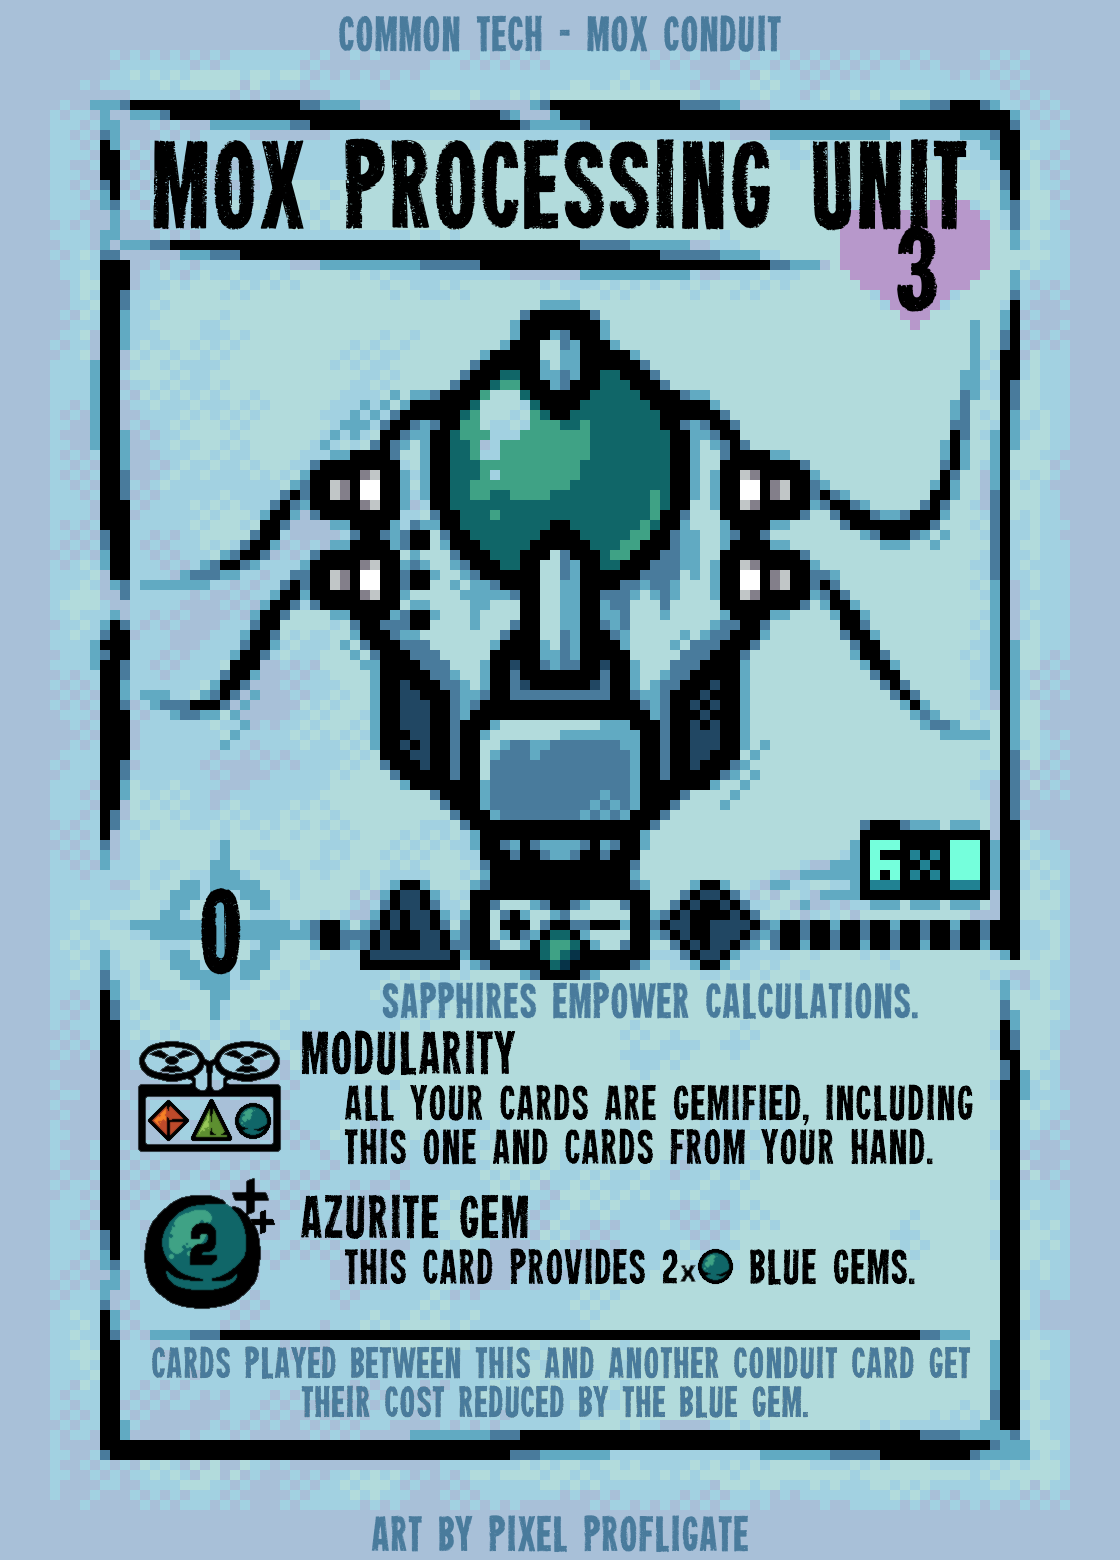 COMMON TECH - MOX CONDUIT
MOX PROCESSING UNIT
3
6x
0
SAPPHIRES EMPOWER CALCULATIONS.
MODULARITY
ALL YOUR CARDS ARE GEMIFIED, INCLUDING
THIS ONE AND CARDS FROM YOUR HAND.
2
AZURITE GEM
THIS CARD PROVIDES 2x BLUE GEMS.
CARDS PLAYED BETWEEN THIS AND ANOTHER CONDUIT CARD GET
THEIR COST REDUCED BY THE BLUE GEM.
ART BY PIXEL PROFLIGATE